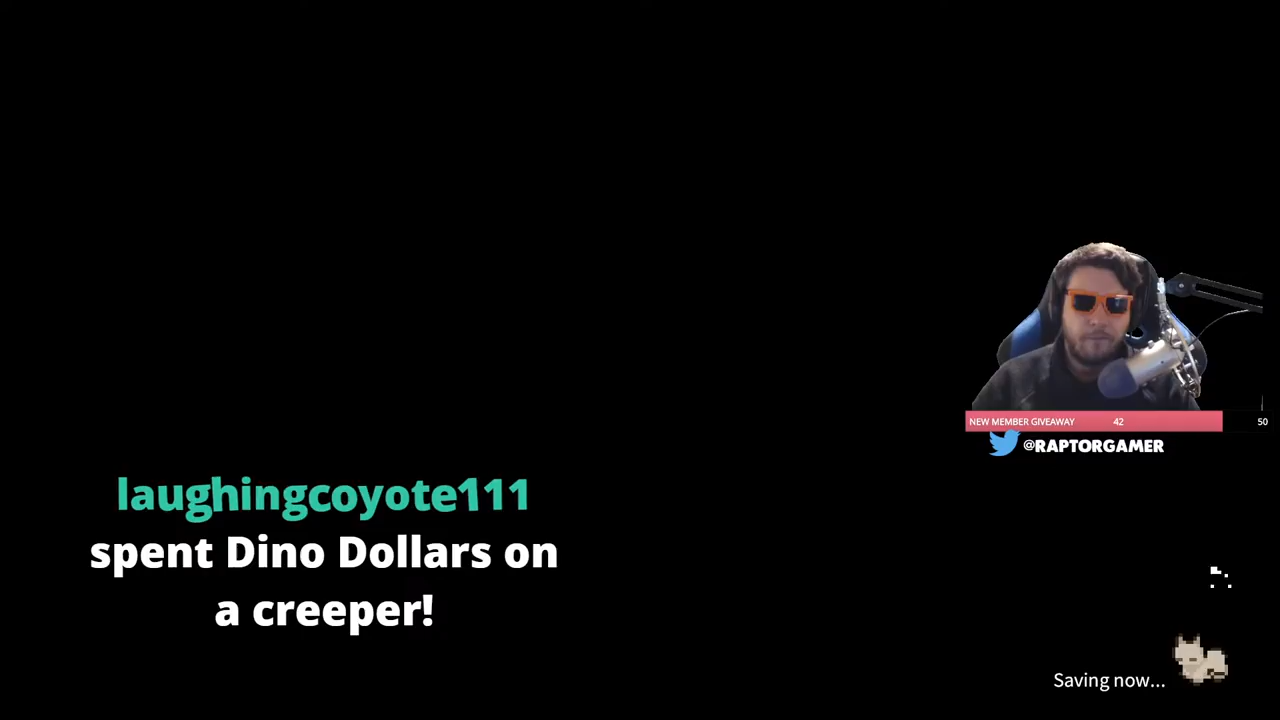 NEW MEMBER GIVEAWAY 42 50
@RAPTORGAMER
laughingcoyote111
spent Dino Dollars on
a creeper!
Saving now...